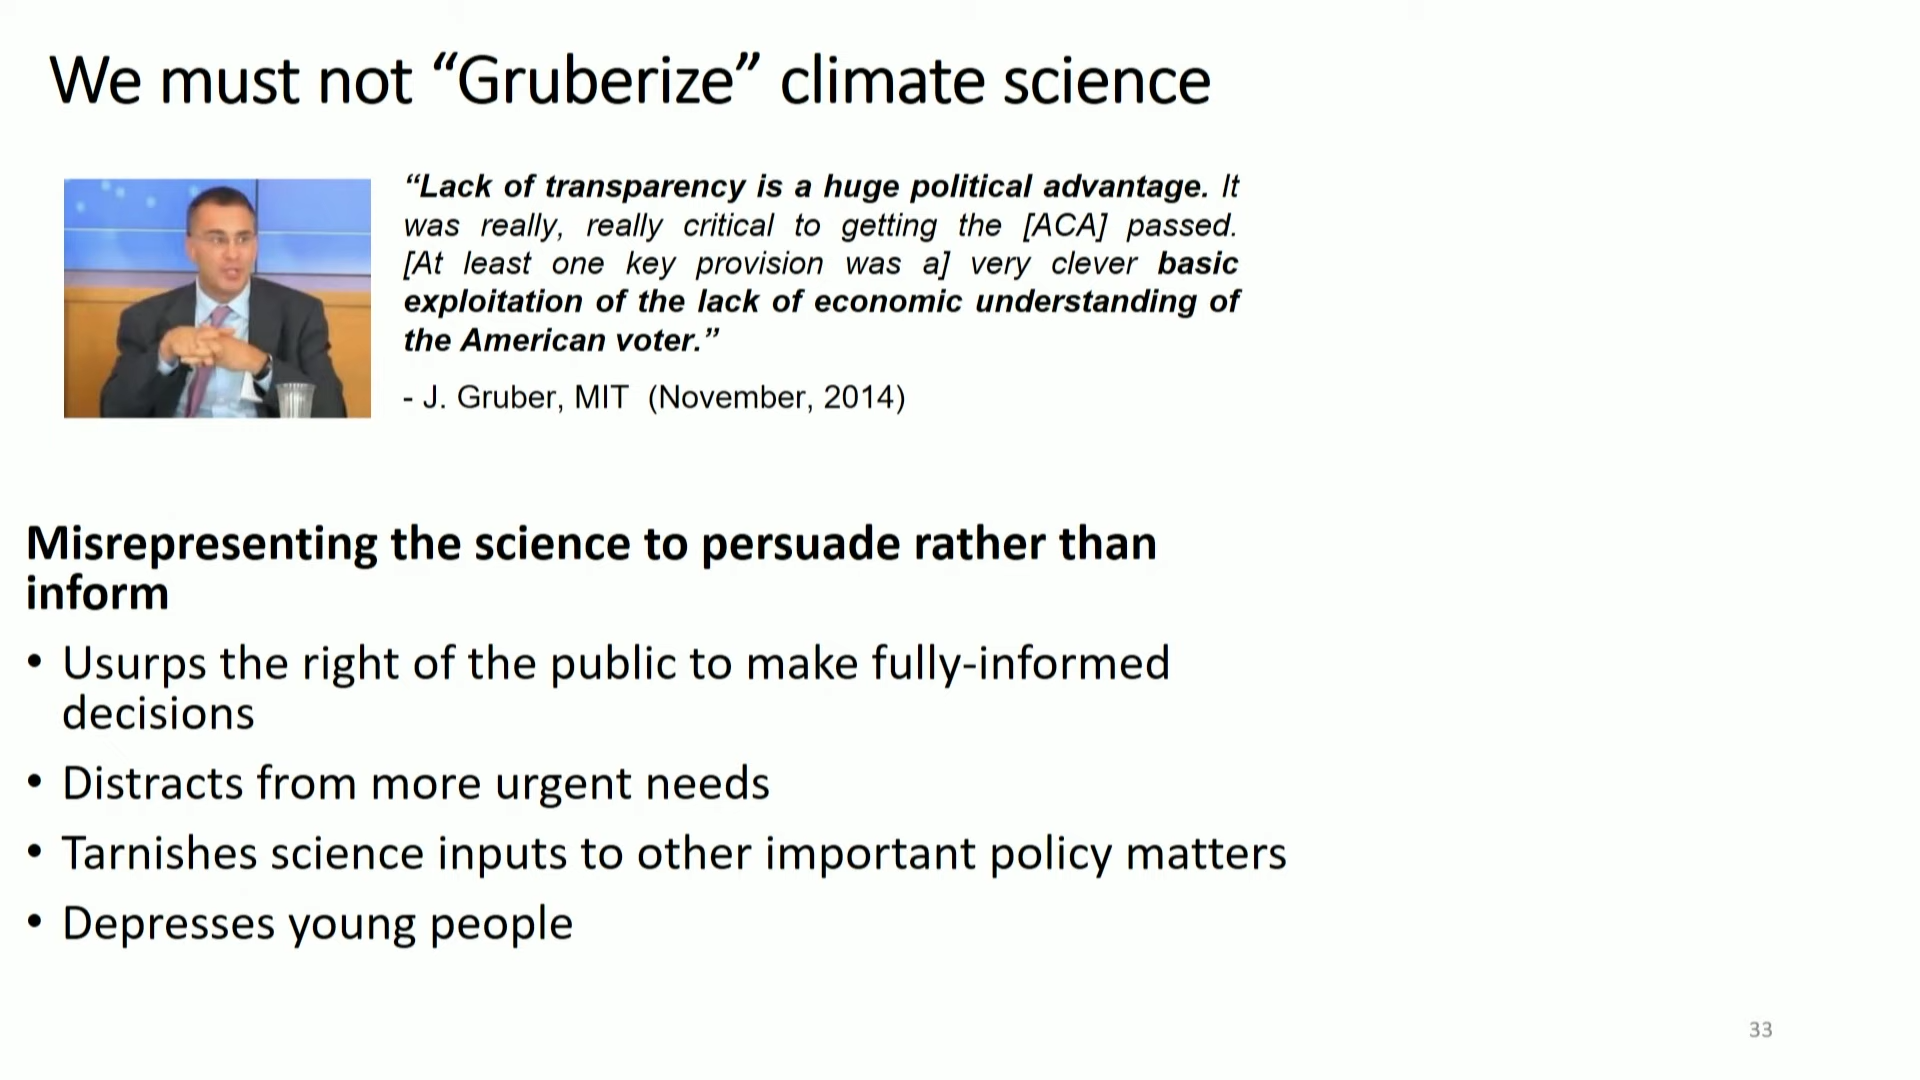 We must not “Gruberize” climate science
“Lack of transparency is a huge political advantage. It
was really, really critical to getting the [ACA] passed.
[At least one key provision was a] very clever basic
exploitation of the lack of economic understanding of
the American voter.”
- J. Gruber, MIT (November, 2014)
Misrepresenting the science to persuade rather than
inform
• Usurps the right of the public to make fully-informed
decisions
• Distracts from more urgent needs
• Tarnishes science inputs to other important policy matters
• Depresses young people
33